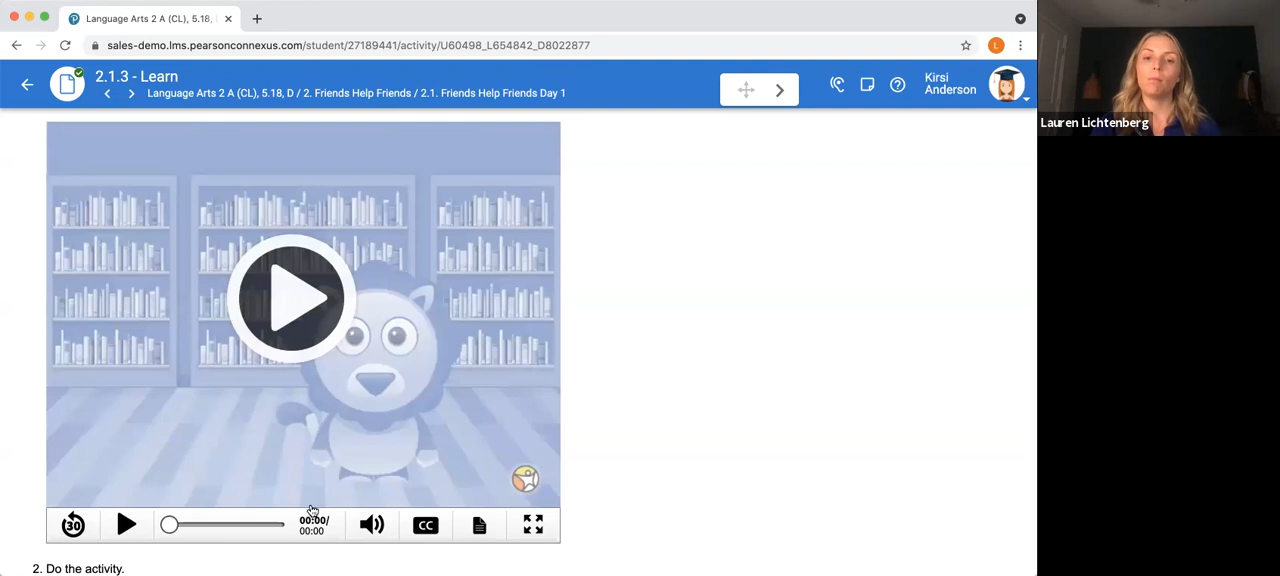 Language Arts 2 A (CL), 5.18,
sales-demo.lms.pearsonconnexus.com/student/27189441/activity/U60498_L654842_D8022877
L
2.1.3 - Learn
Language Arts 2 A (CL), 5.18, D / 2. Friends Help Friends / 2.1. Friends Help Friends Day 1
Kirsi
Anderson
Lauren Lichtenberg
30
00:00/
00:00
CC
2. Do the activity.